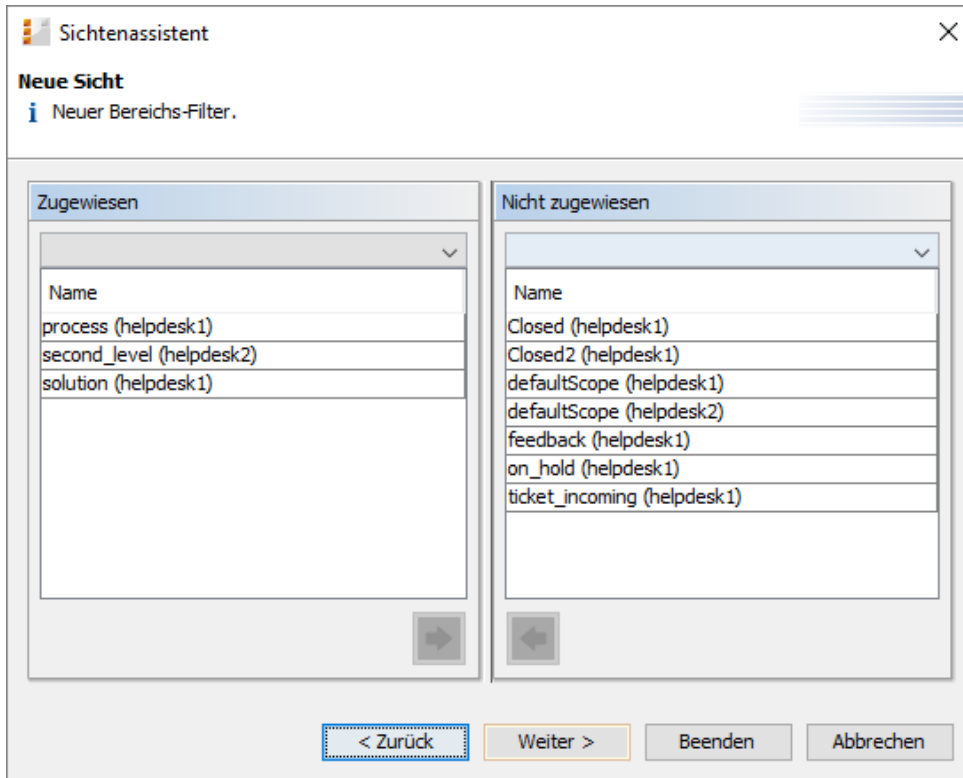 Sichtenassistent
Neue Sicht
i Neuer Bereichs-Filter.
Zugewiesen
Name
process (helpdesk1)
second_level (helpdesk2)
solution (helpdesk1)
Nicht zugewiesen
Name
Closed (helpdesk1)
Closed2 (helpdesk1)
defaultScope (helpdesk1)
defaultScope (helpdesk2)
feedback (helpdesk1)
on_hold (helpdesk1)
ticket_incoming (helpdesk1)
< Zurück
Weiter >
Beenden
Abbrechen